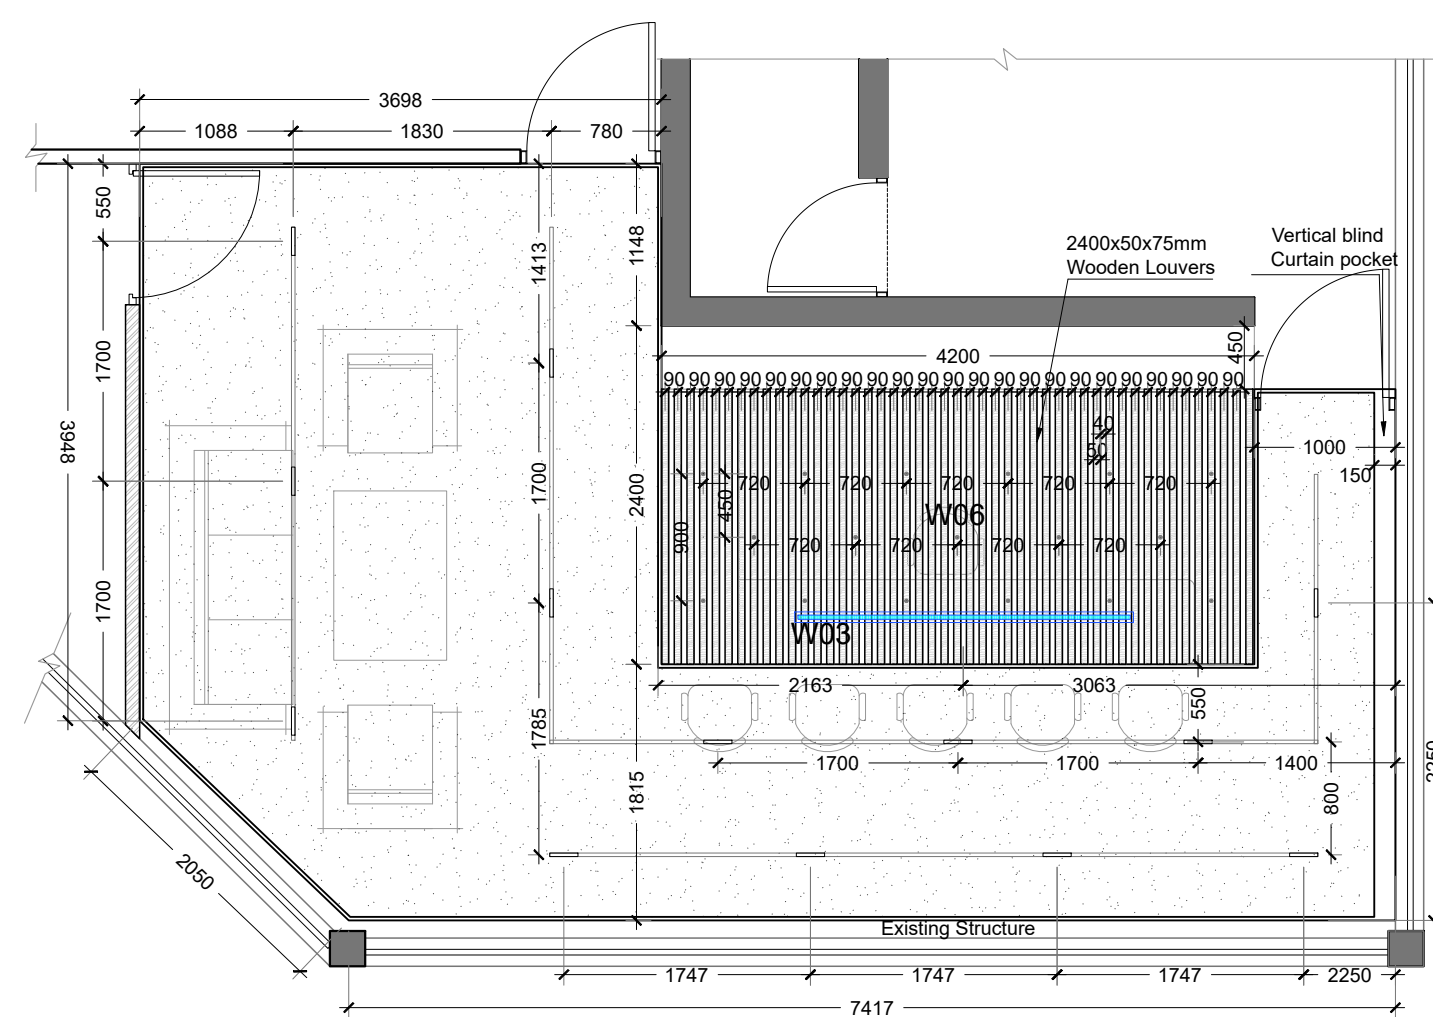 3698
1088 1830 780
550
1413
1148
2400x50x75mm
Wooden Louvers
Vertical blind
Curtain pocket
1700
450
4200
90 90 90 90 90 90 90 90 90 90 90 90 90 90 90 90 90 90 90 90 90 90 90
40
50
3948
1000
150
1700
2400
720 720 720 720 720
450
900
W06
720 720 720 720
1700
W03
2163 3063
550
1785
1700 1700 1400
1815
800
2050
Existing Structure
1747 1747 1747 2250
7417